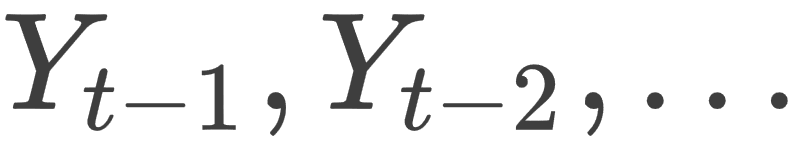 Y_{t−1}, Y_{t−2}, . . .